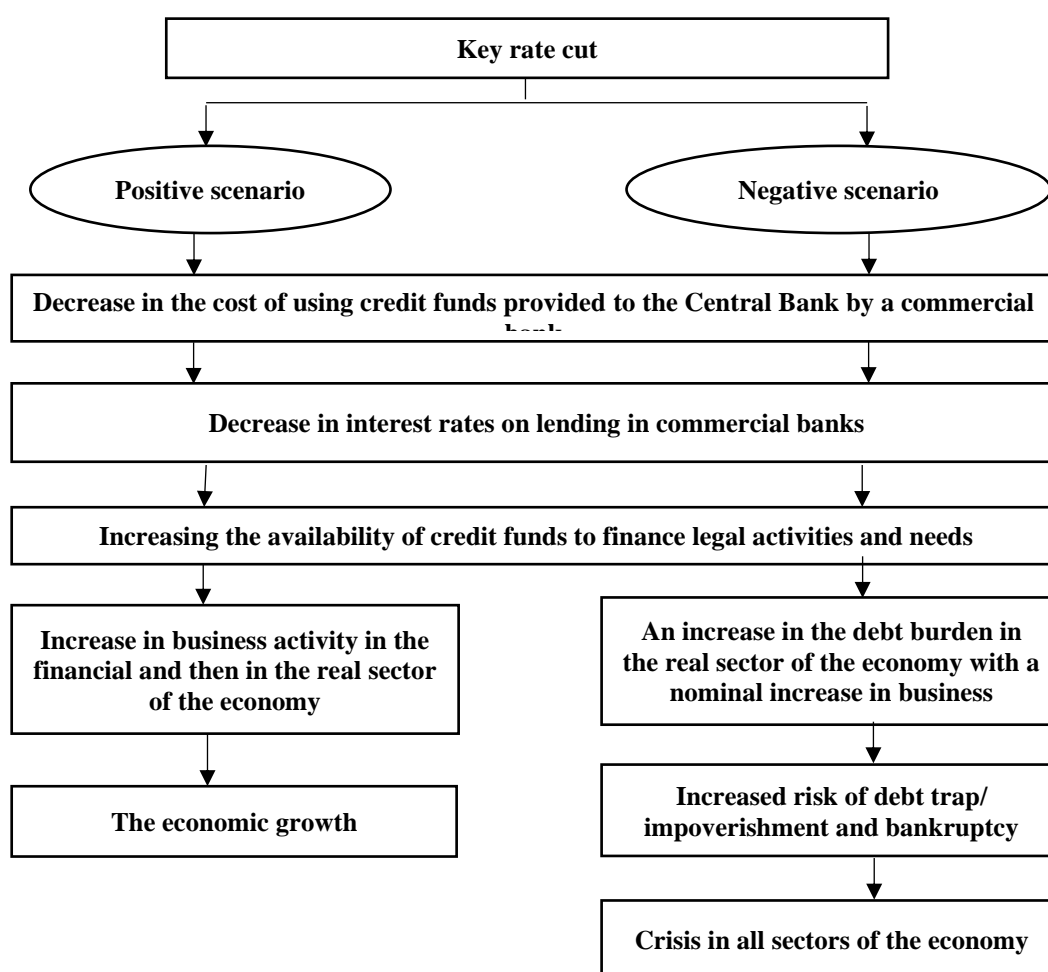 Key rate cut
Positive scenario
Negative scenario
Decrease in the cost of using credit funds provided to the Central Bank by a commercial
Decrease in interest rates on lending in commercial banks
Increasing the availability of credit funds to finance legal activities and needs
Increase in business activity in the
financial and then in the real sector
of the economy
An increase in the debt burden in
the real sector of the economy with a
nominal increase in business
The economic growth
Increased risk of debt trap/
impoverishment and bankruptcy
Crisis in all sectors of the economy